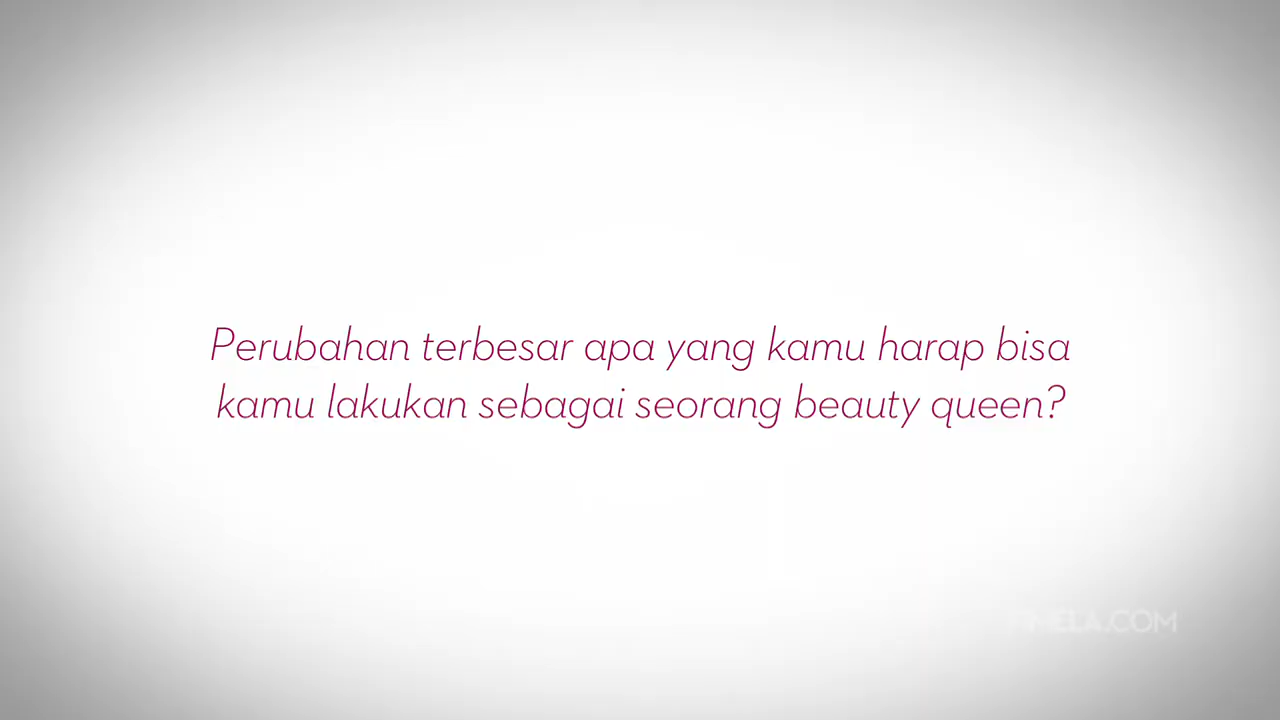 Perubahan terbesar apa yang kamu harap bisa
kamu lakukan sebagai seorang beauty queen?